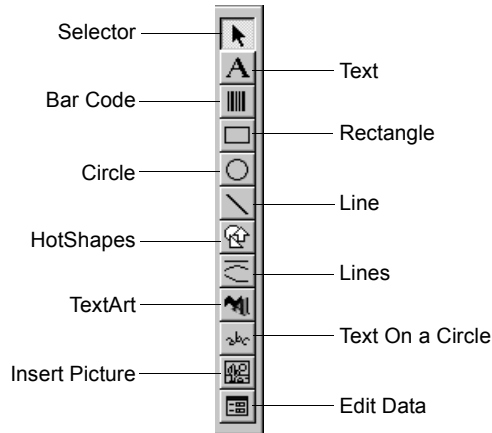 Selector
Text
Bar Code
Rectangle
Circle
Line
HotShapes
Lines
TextArt
Text On a Circle
Insert Picture
Edit Data